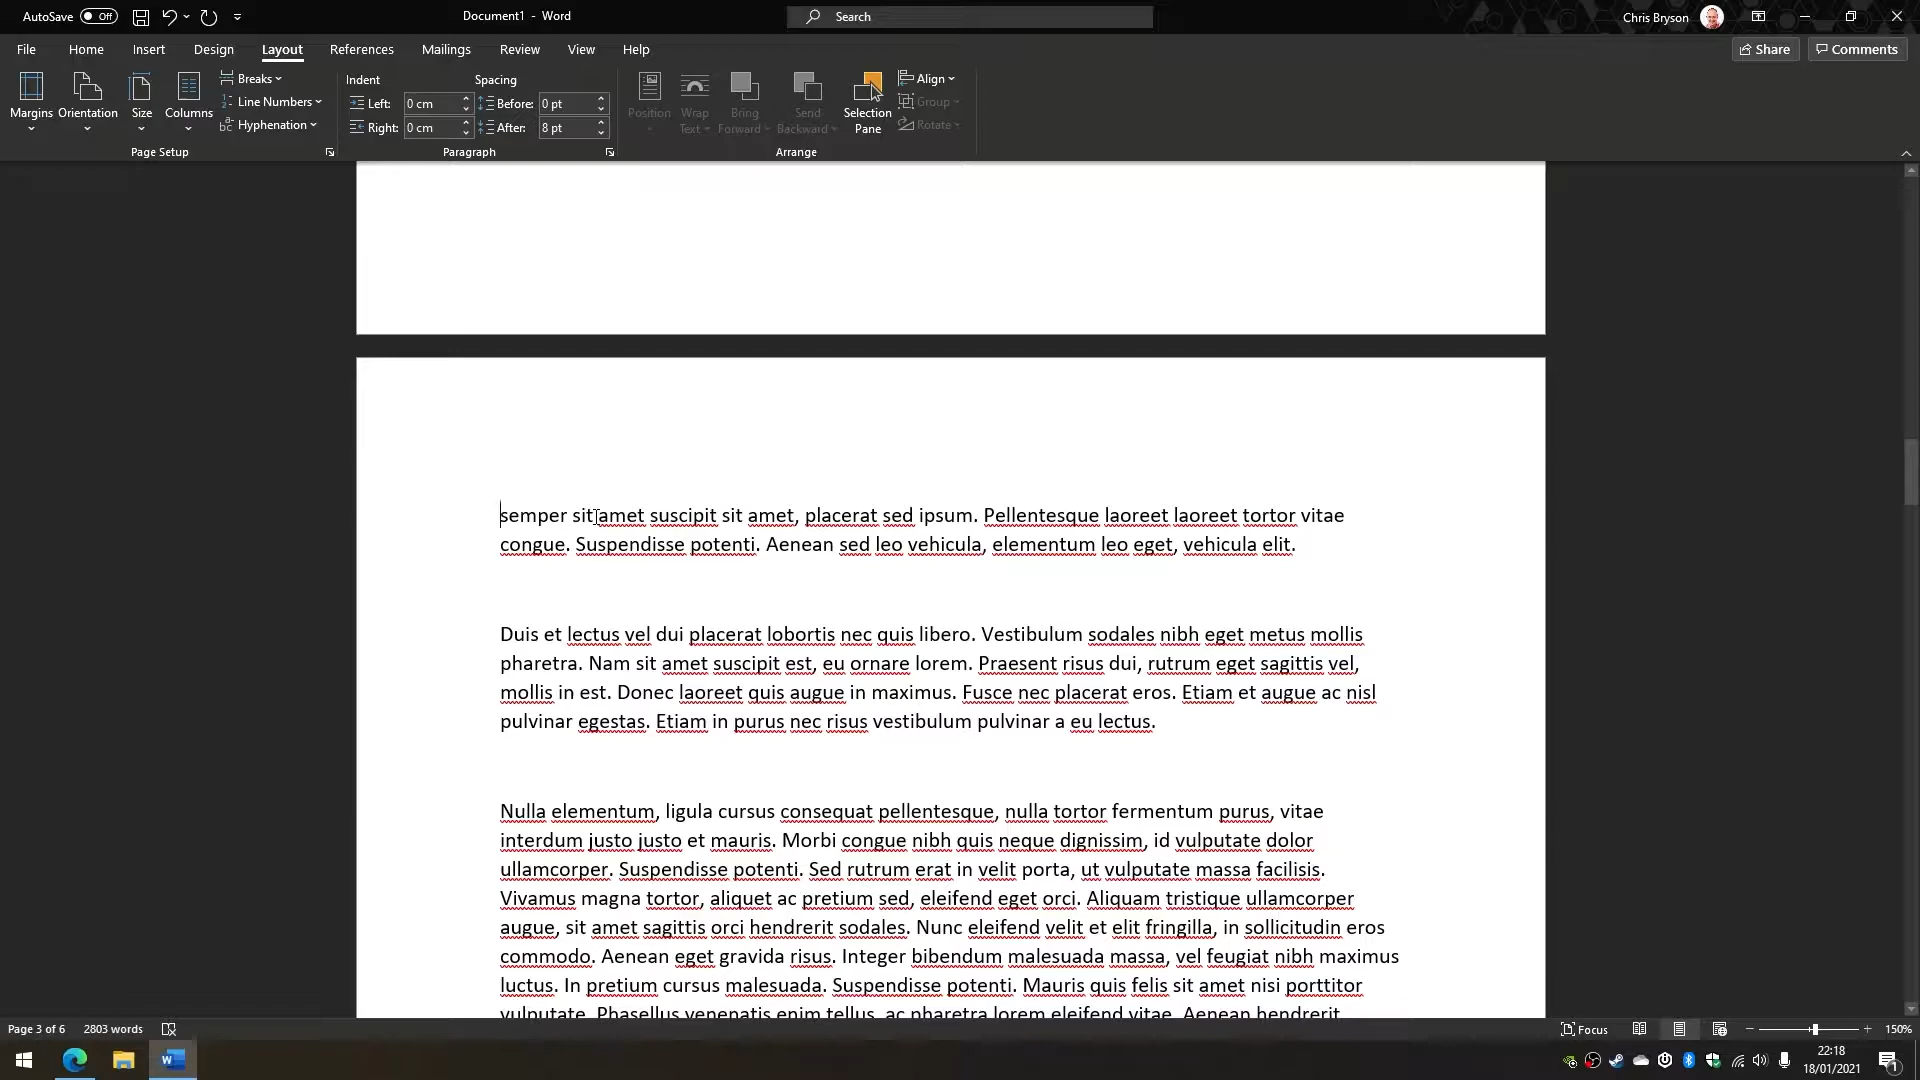 AutoSave Off Document1 - Word Search Chris Bryson
File Home Insert Design Layout References Mailings Review View Help Share Comments
Margins Orientation Size Columns
Breaks
Line Numbers
Hyphenation
Page Setup
Indent Spacing
Left: 0 cm Before: 0 pt
Right: 0 cm After: 8 pt
Paragraph
Position Wrap Text Bring Forward Send Backward Selection Pane
Align
Group
Rotate
Arrange
semper sit amet suscipit sit amet, placerat sed ipsum. Pellentesque laoreet laoreet tortor vitae
congue. Suspendisse potenti. Aenean sed leo vehicula, elementum leo eget, vehicula elit.
Duis et lectus vel dui placerat lobortis nec quis libero. Vestibulum sodales nibh eget metus mollis
pharetra. Nam sit amet suscipit est, eu ornare lorem. Praesent risus dui, rutrum eget sagittis vel,
mollis in est. Donec laoreet quis augue in maximus. Fusce nec placerat eros. Etiam et augue ac nisl
pulvinar egestas. Etiam in purus nec risus vestibulum pulvinar a eu lectus.
Nulla elementum, ligula cursus consequat pellentesque, nulla tortor fermentum purus, vitae
interdum justo justo et mauris. Morbi congue nibh quis neque dignissim, id vulputate dolor
ullamcorper. Suspendisse potenti. Sed rutrum erat in velit porta, ut vulputate massa facilisis.
Vivamus magna tortor, aliquet ac pretium sed, eleifend eget orci. Aliquam tristique ullamcorper
augue, sit amet sagittis orci hendrerit sodales. Nunc eleifend velit et elit fringilla, in sollicitudin eros
commodo. Aenean eget gravida risus. Integer bibendum malesuada massa, vel feugiat nibh maximus
luctus. In pretium cursus malesuada. Suspendisse potenti. Mauris quis felis sit amet nisi porttitor
vulputate. Phasellus venenatis enim tellus, ac pharetra lorem eleifend vitae. Aenean hendrerit
Page 3 of 6 2803 words Focus 150%
22:18
18/01/2021